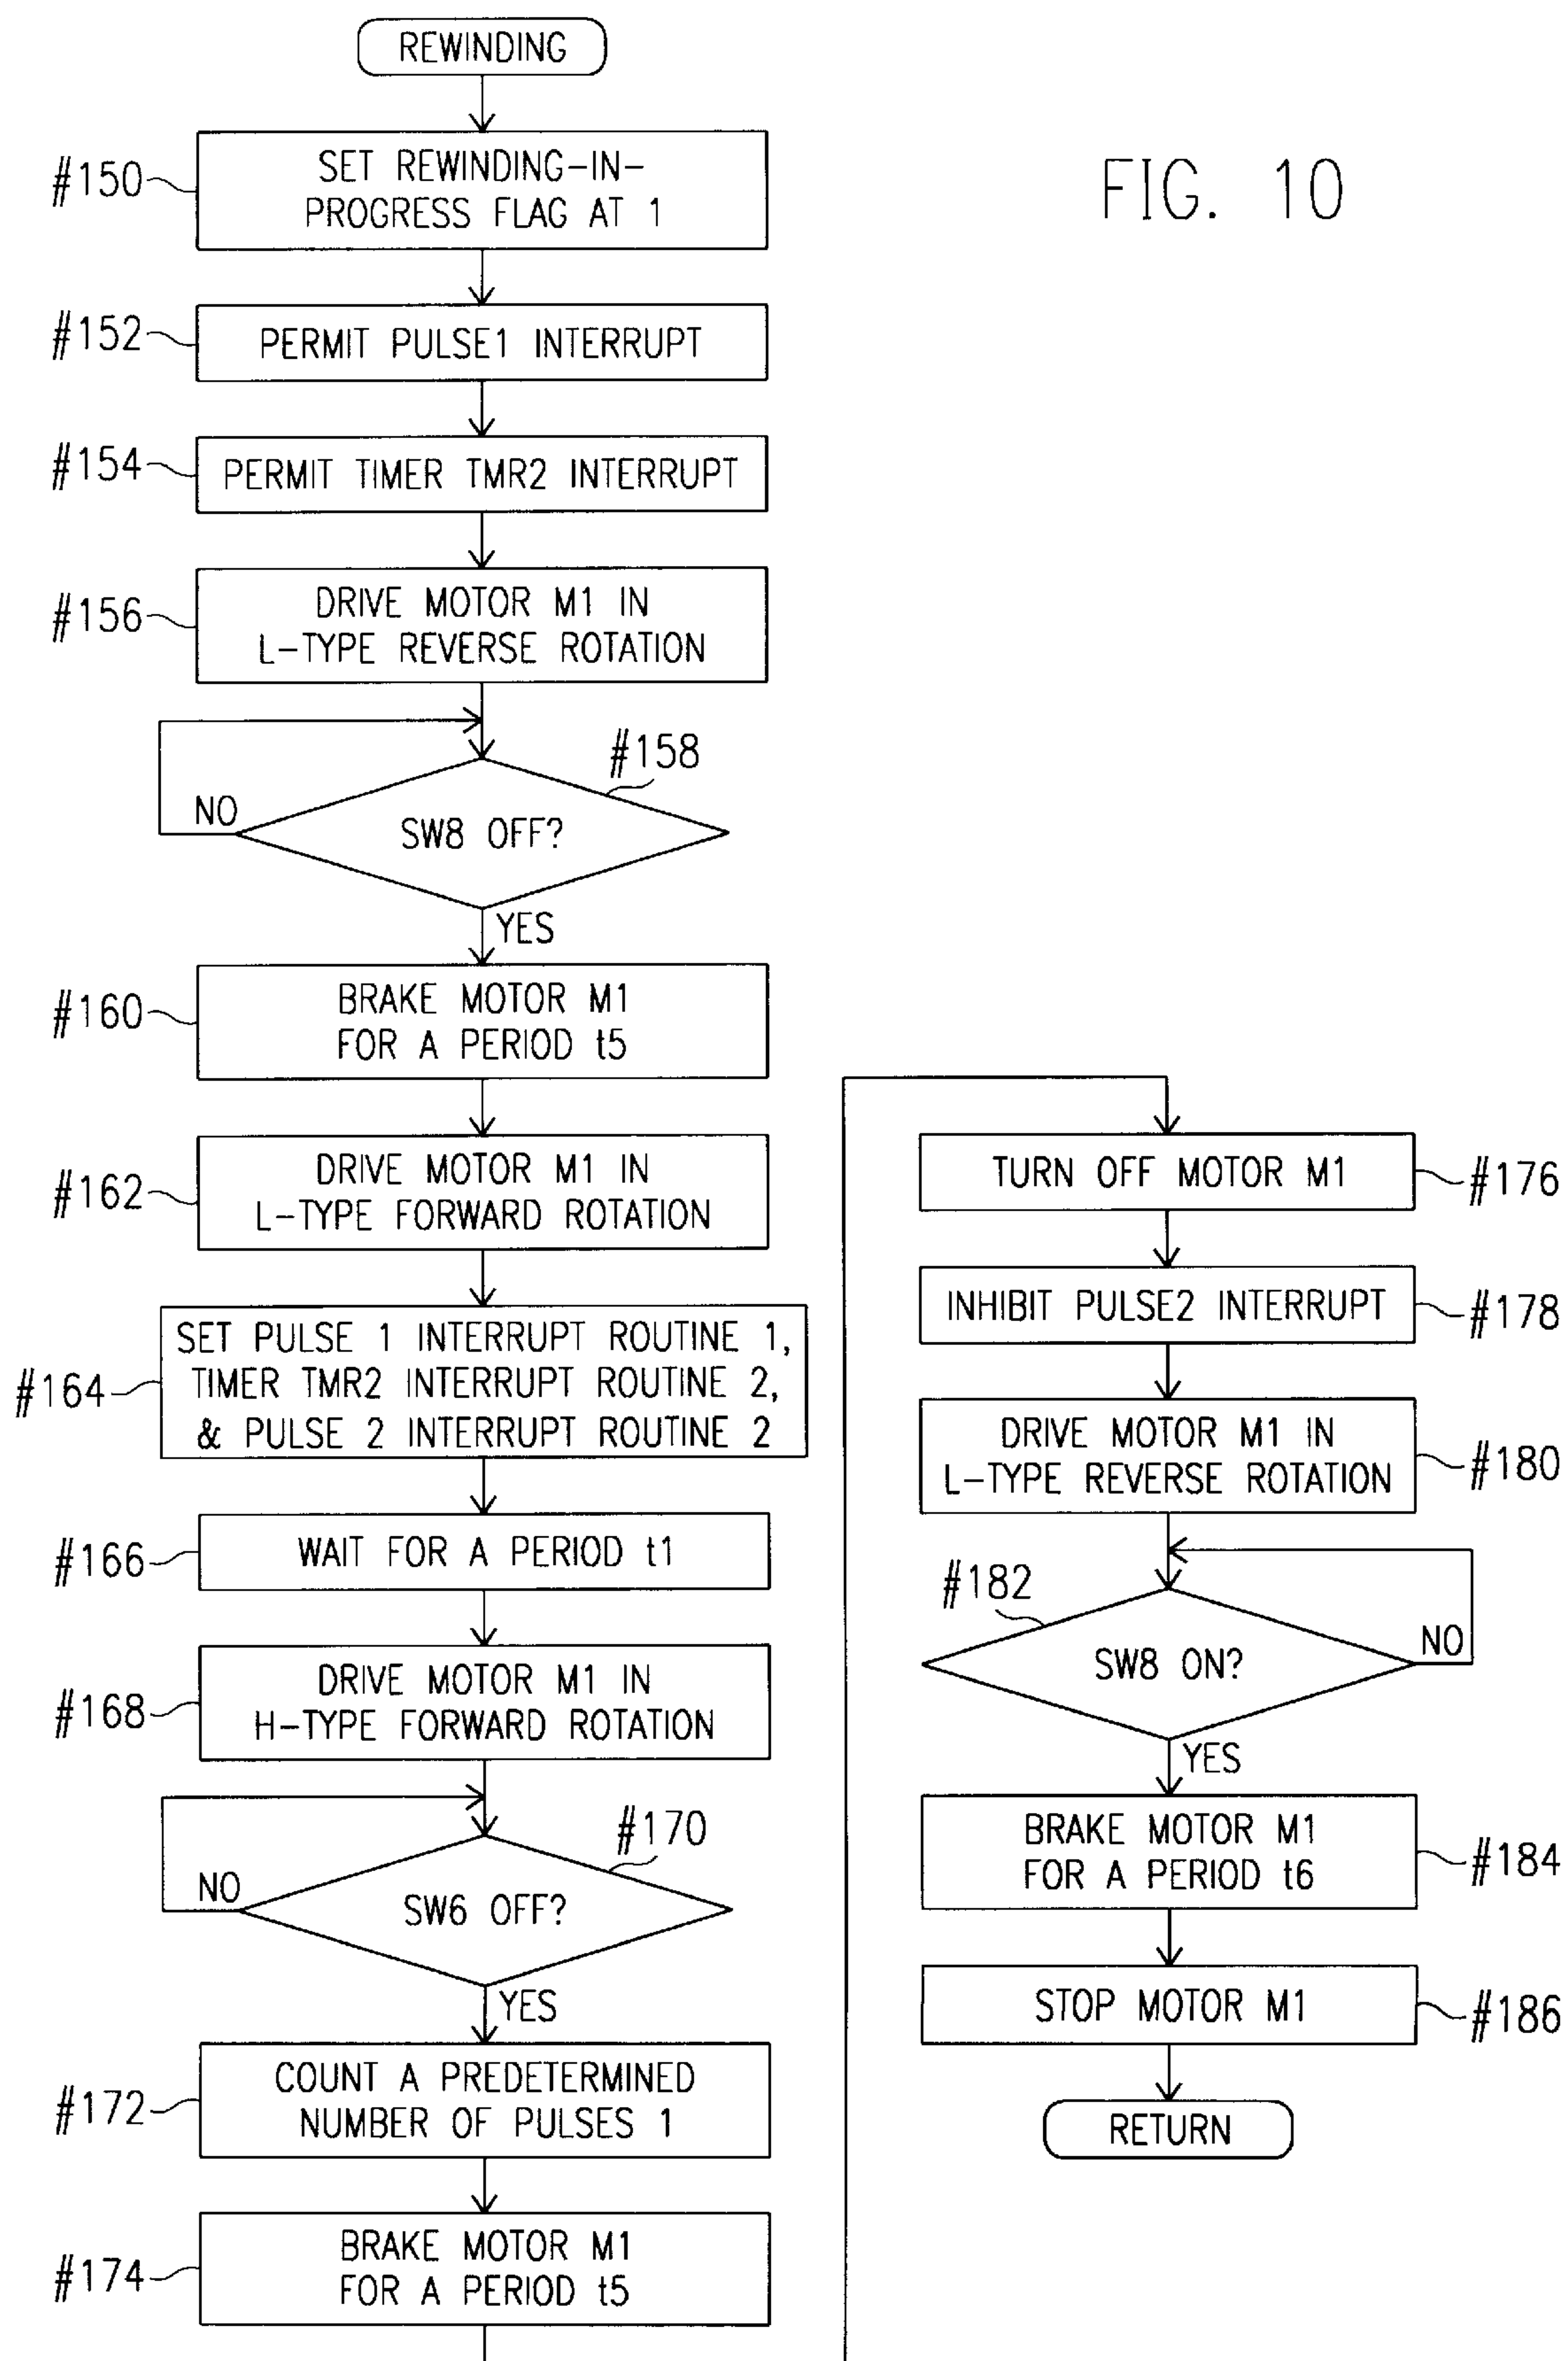 REWINDING
FIG. 10
#150
SET REWINDING-IN-
PROGRESS FLAG AT 1
#152
PERMIT PULSE1 INTERRUPT
#154
PERMIT TIMER TMR2 INTERRUPT
#156
DRIVE MOTOR M1 IN
L-TYPE REVERSE ROTATION
#158
NO
SW8 OFF?
YES
#160
BRAKE MOTOR M1
FOR A PERIOD t5
#162
DRIVE MOTOR M1 IN
L-TYPE FORWARD ROTATION
#164
SET PULSE 1 INTERRUPT ROUTINE 1,
TIMER TMR2 INTERRUPT ROUTINE 2,
& PULSE 2 INTERRUPT ROUTINE 2
#166
WAIT FOR A PERIOD t1
#168
DRIVE MOTOR M1 IN
H-TYPE FORWARD ROTATION
#170
NO
SW6 OFF?
YES
#172
COUNT A PREDETERMINED
NUMBER OF PULSES 1
#174
BRAKE MOTOR M1
FOR A PERIOD t5
TURN OFF MOTOR M1
#176
INHIBIT PULSE2 INTERRUPT
#178
DRIVE MOTOR M1 IN
L-TYPE REVERSE ROTATION
#180
#182
SW8 ON?
NO
YES
BRAKE MOTOR M1
FOR A PERIOD t6
#184
STOP MOTOR M1
#186
RETURN